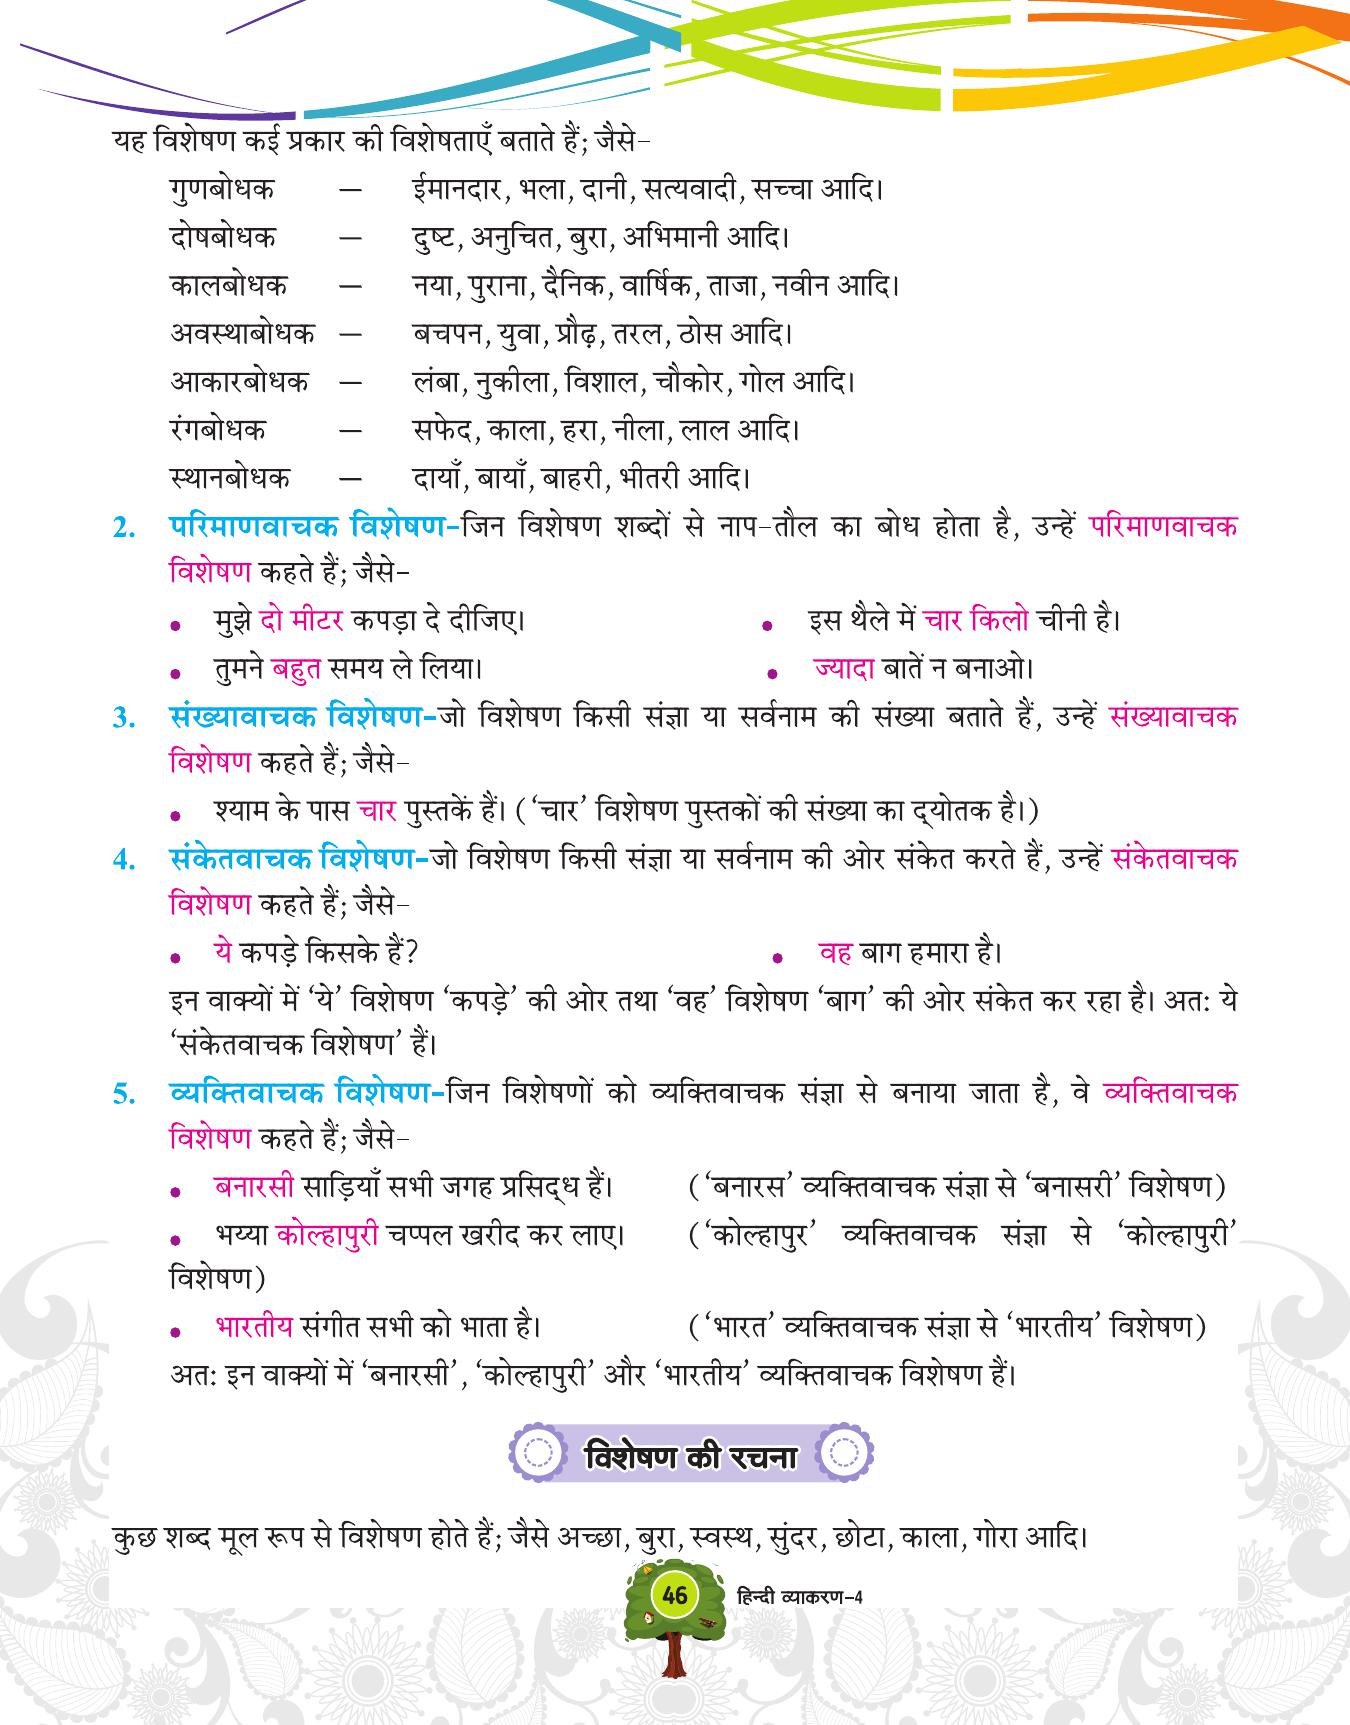 यह विशेषण कई प्रकार की विशेषताएँ बताते हैं; जैसे–
गुणबोधक — ईमानदार, भला, दानी, सत्यवादी, सच्चा आदि।
दोषबोधक — दुष्ट, अनुचित, बुरा, अभिमानी आदि।
कालबोधक — नया, पुराना, दैनिक, वार्षिक, ताजा, नवीन आदि।
अवस्थाबोधक — बचपन, युवा, प्रौढ़, तरल, ठोस आदि।
आकारबोधक — लंबा, नुकीला, विशाल, चौकोर, गोल आदि।
रंगबोधक — सफेद, काला, हरा, नीला, लाल आदि।
स्थानबोधक — दायाँ, बायाँ, बाहरी, भीतरी आदि।
2. परिमाणवाचक विशेषण–जिन विशेषण शब्दों से नाप–तौल का बोध होता है, उन्हें परिमाणवाचक
विशेषण कहते हैं; जैसे–
• मुझे दो मीटर कपड़ा दे दीजिए। • इस थैले में चार किलो चीनी है।
• तुमने बहुत समय ले लिया। • ज्यादा बातें न बनाओ।
3. संख्यावाचक विशेषण–जो विशेषण किसी संज्ञा या सर्वनाम की संख्या बताते हैं, उन्हें संख्यावाचक
विशेषण कहते हैं; जैसे–
• श्याम के पास चार पुस्तकें हैं। (‘चार’ विशेषण पुस्तकों की संख्या का द्‌योतक है।)
4. संकेतवाचक विशेषण–जो विशेषण किसी संज्ञा या सर्वनाम की ओर संकेत करते हैं, उन्हें संकेतवाचक
विशेषण कहते हैं; जैसे–
• ये कपड़े किसके हैं? • वह बाग हमारा है।
इन वाक्यों में ‘ये’ विशेषण ‘कपड़े’ की ओर तथा ‘वह’ विशेषण ‘बाग’ की ओर संकेत कर रहा है। अत: ये
‘संकेतवाचक विशेषण’ हैं।
5. व्यक्तिवाचक विशेषण–जिन विशेषणों को व्यक्तिवाचक संज्ञा से बनाया जाता है, वे व्यक्तिवाचक
विशेषण कहते हैं; जैसे–
• बनारसी साड़ियाँ सभी जगह प्रसिद्‌ध हैं। (‘बनारस’ व्यक्तिवाचक संज्ञा से ‘बनासरी’ विशेषण)
• भय्या कोल्हापुरी चप्पल खरीद कर लाए। (‘कोल्हापुर’ व्यक्तिवाचक संज्ञा से ‘कोल्हापुरी’
विशेषण)
• भारतीय संगीत सभी को भाता है। (‘भारत’ व्यक्तिवाचक संज्ञा से ‘भारतीय’ विशेषण)
अत: इन वाक्यों में ‘बनारसी’, ‘कोल्हापुरी’ और ‘भारतीय’ व्यक्तिवाचक विशेषण हैं।
विशेषण की रचना
कुछ शब्द मूल रूप से विशेषण होते हैं; जैसे अच्छा, बुरा, स्वस्थ, सुंदर, छोटा, काला, गोरा आदि।
46 हिन्दी व्याकरण–4